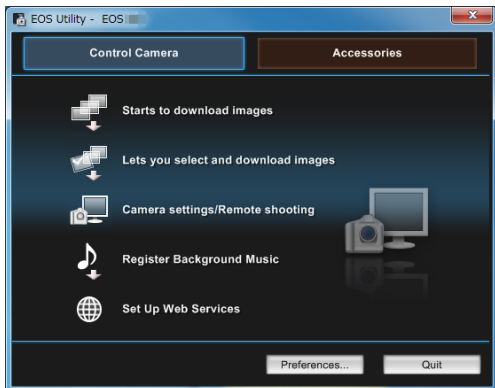 EOS Utility - EOS
Control Camera
Accessories
Starts to download images
Lets you select and download images
Camera settings/Remote shooting
Register Background Music
Set Up Web Services
Preferences...
Quit